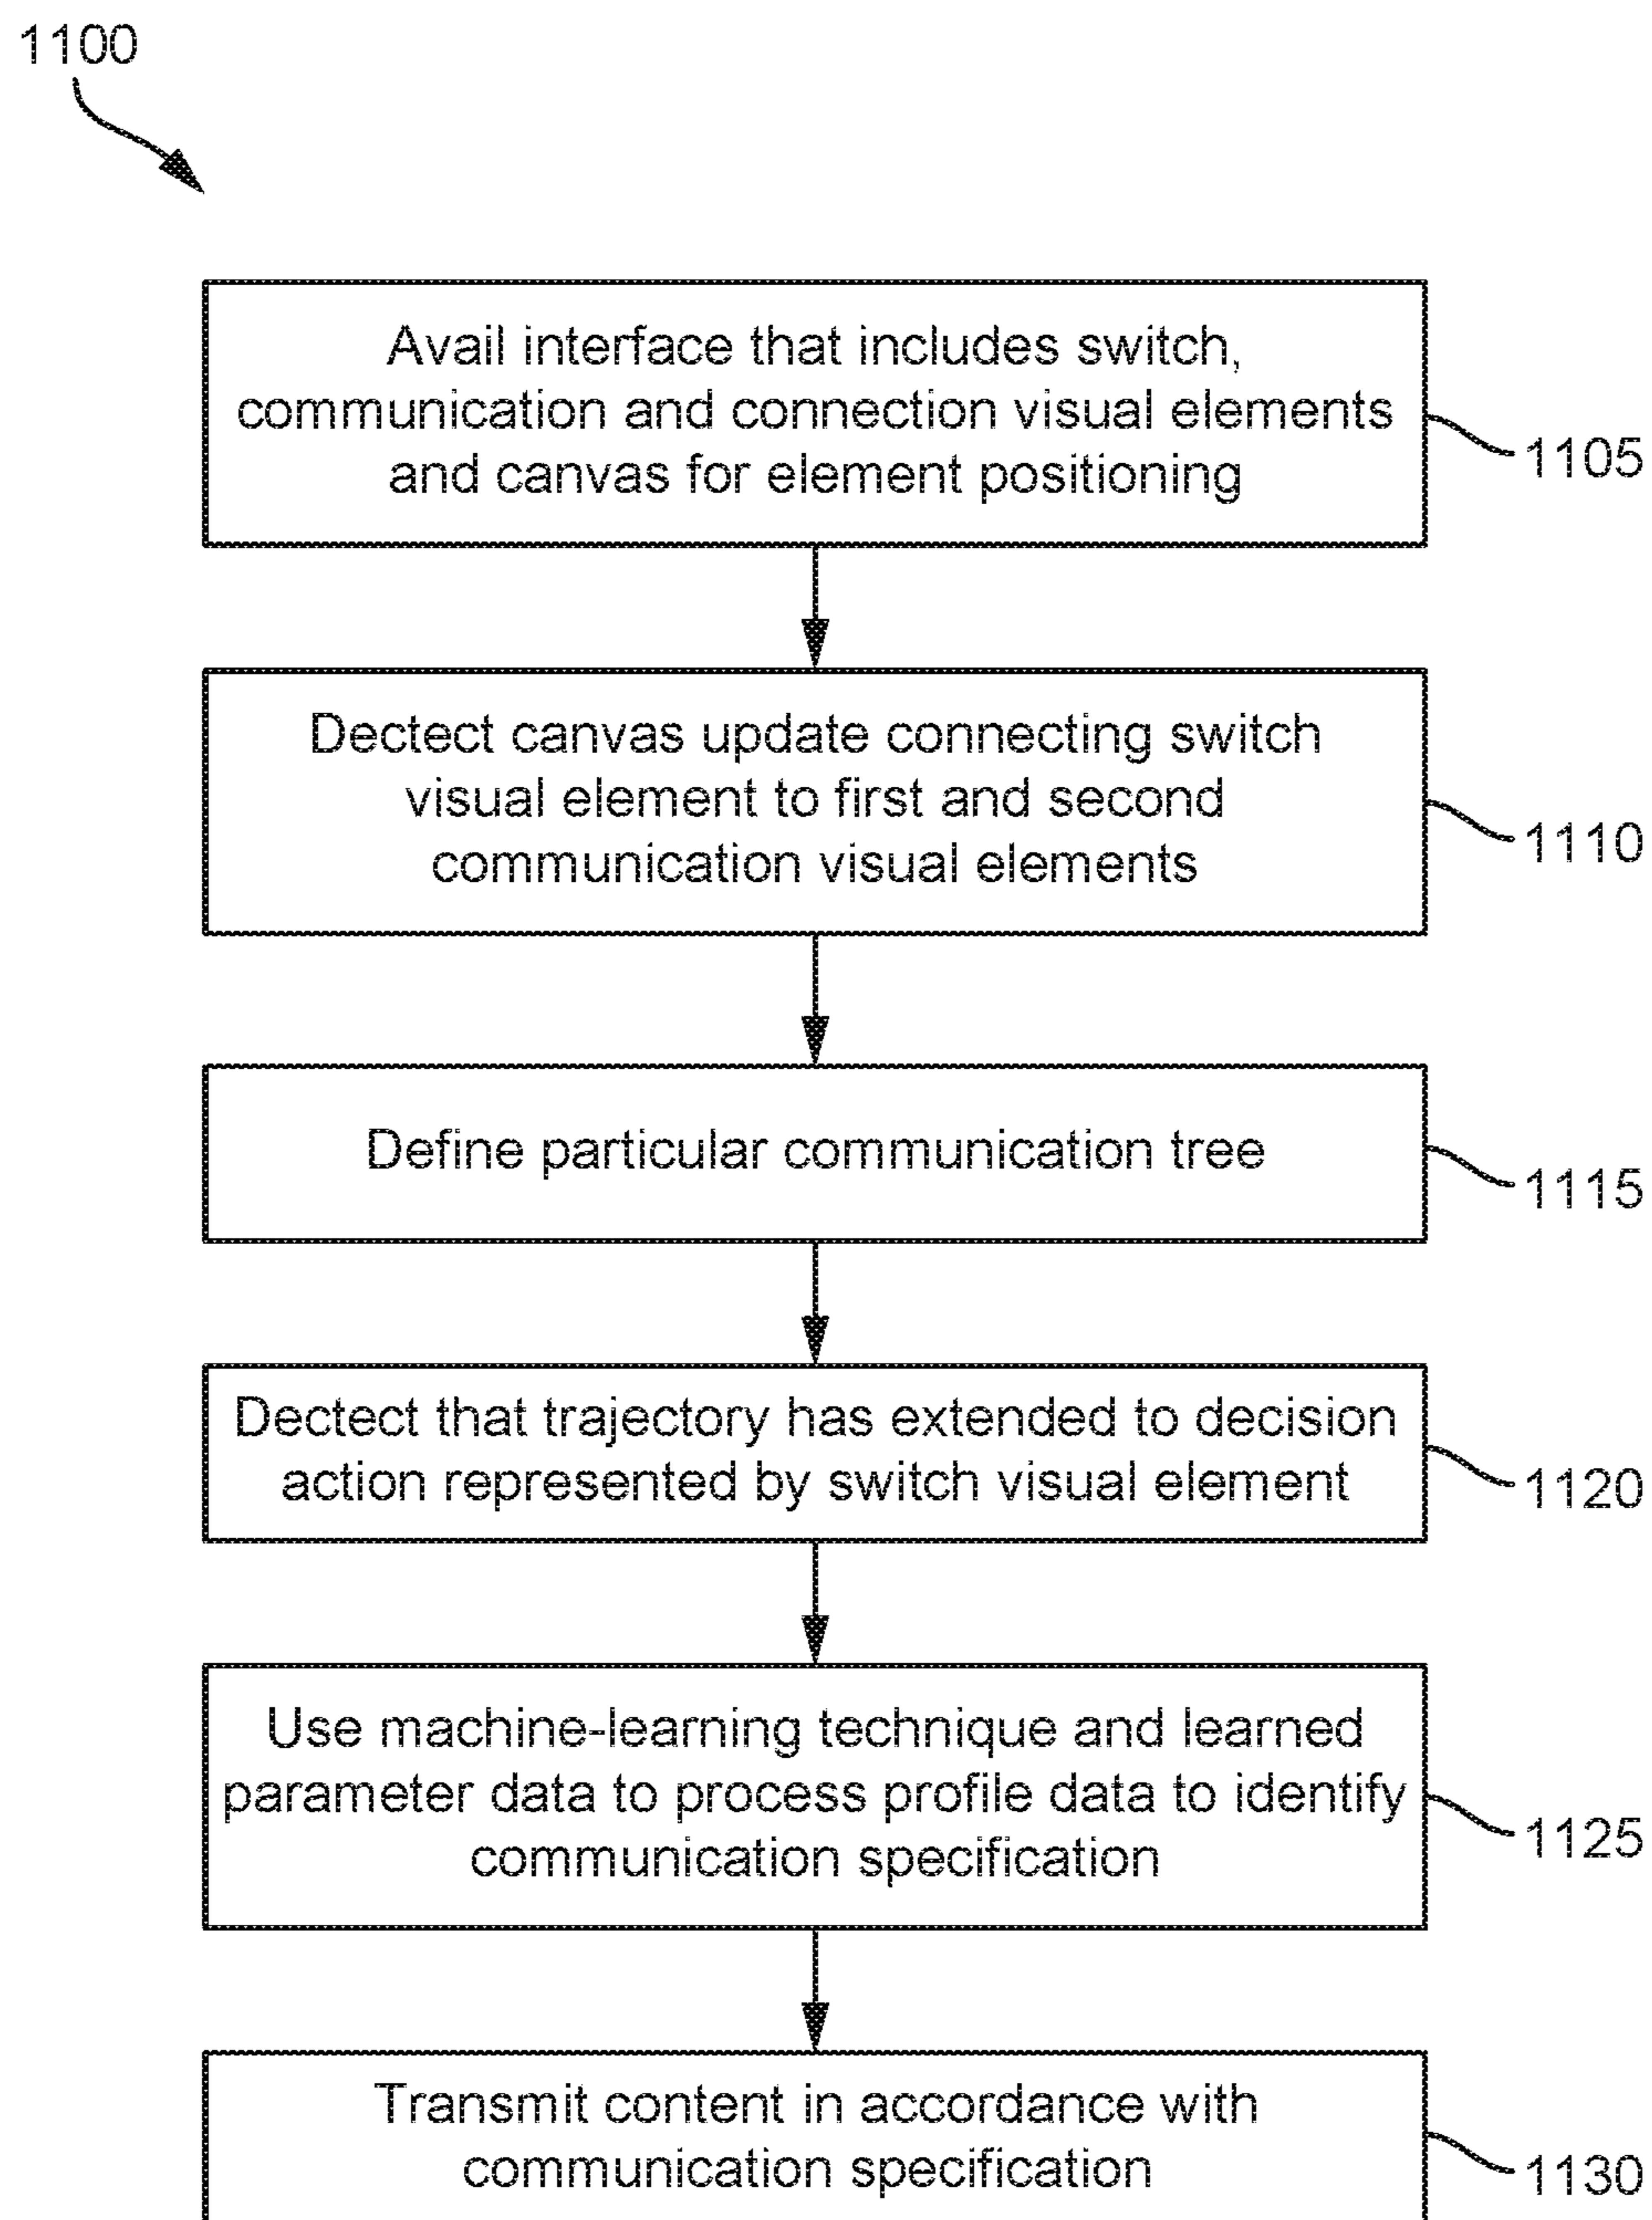 1100
Avail interface that includes switch,
communication and connection visual elements
and canvas for element positioning
1105
Dectect canvas update connecting switch
visual element to first and second
communication visual elements
1110
Define particular communication tree
1115
Dectect that trajectory has extended to decision
action represented by switch visual element
1120
Use machine-learning technique and learned
parameter data to process profile data to identify
communication specification
1125
Transmit content in accordance with
communication specification
1130